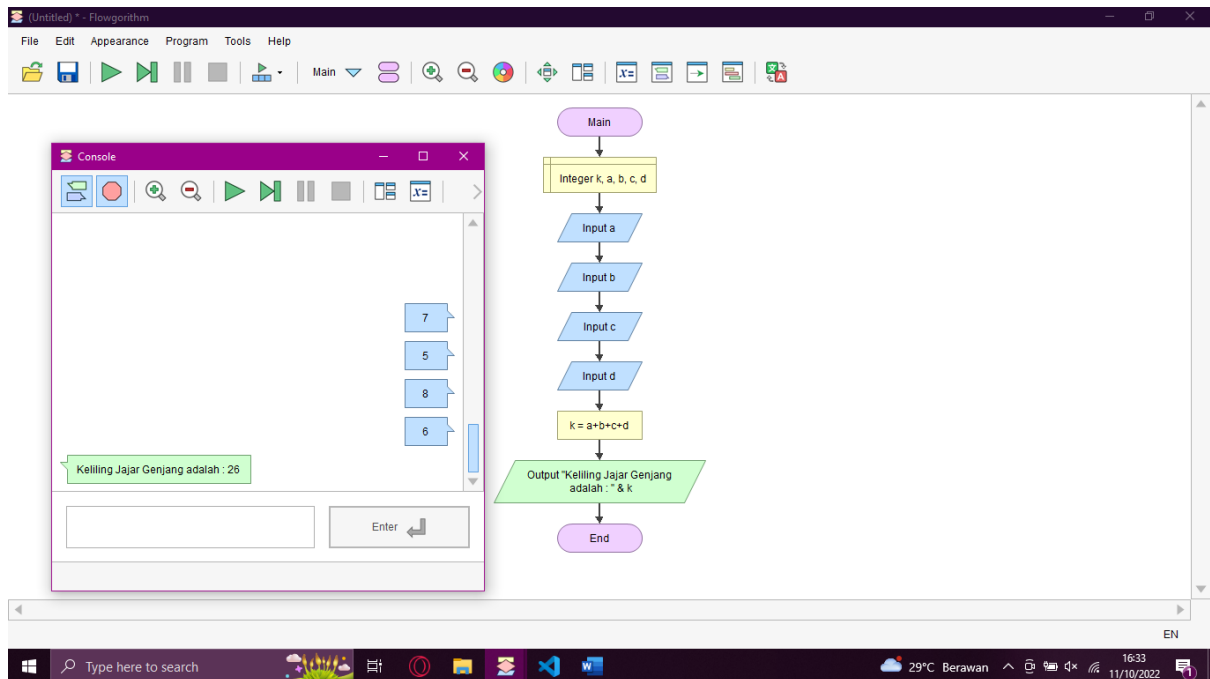 (Untitled) * - Flowgorithm
File Edit Appearance Program Tools Help
Main
x=
Main
Integer k, a, b, c, d
Input a
Input b
Input c
Input d
k = a+b+c+d
Output "Keliling Jajar Genjang
adalah : " & k
End
Console
x=
7
5
8
6
Keliling Jajar Genjang adalah : 26
Enter
EN
Type here to search
29°C Berawan
16:33
11/10/2022
1